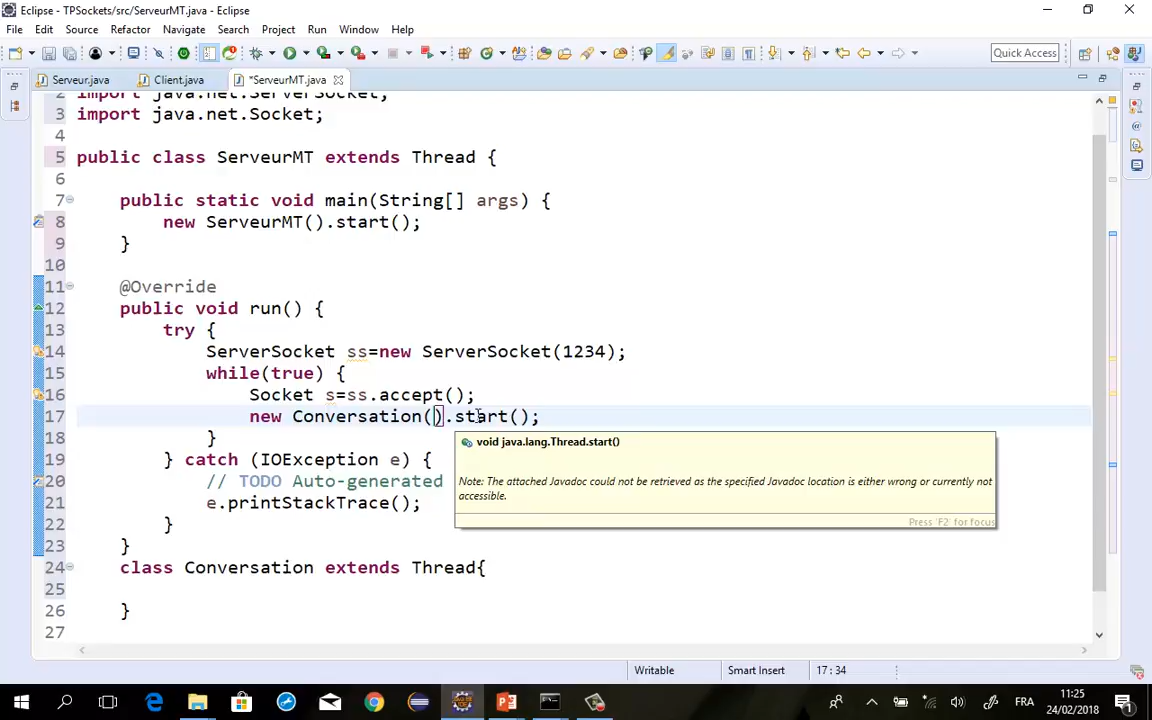 Eclipse - TPSockets/src/ServeurMT.java - Eclipse
File Edit Source Refactor Navigate Search Project Run Window Help
Quick Access
Serveur.java Client.java *ServeurMT.java
2 import java.net.ServerSocket;
3 import java.net.Socket;
4
5 public class ServeurMT extends Thread {
6
7 public static void main(String[] args) {
8 new ServeurMT().start();
9 }
10
11 @Override
12 public void run() {
13 try {
14 ServerSocket ss=new ServerSocket(1234);
while(true) {
16 Socket s=ss.accept();
17 new Conversation().start();
18 }
19 } catch (IOException e) {
20 // TODO Auto-generated
21 e.printStackTrace();
22 }
23 }
24 class Conversation extends Thread{
25
26 }
27
void java.lang.Thread.start()
Note: The attached Javadoc could not be retrieved as the specified Javadoc location is either wrong or currently not
accessible.
Press 'F2' for focus
Writable Smart Insert 17 : 34
FRA
11:25
24/02/2018